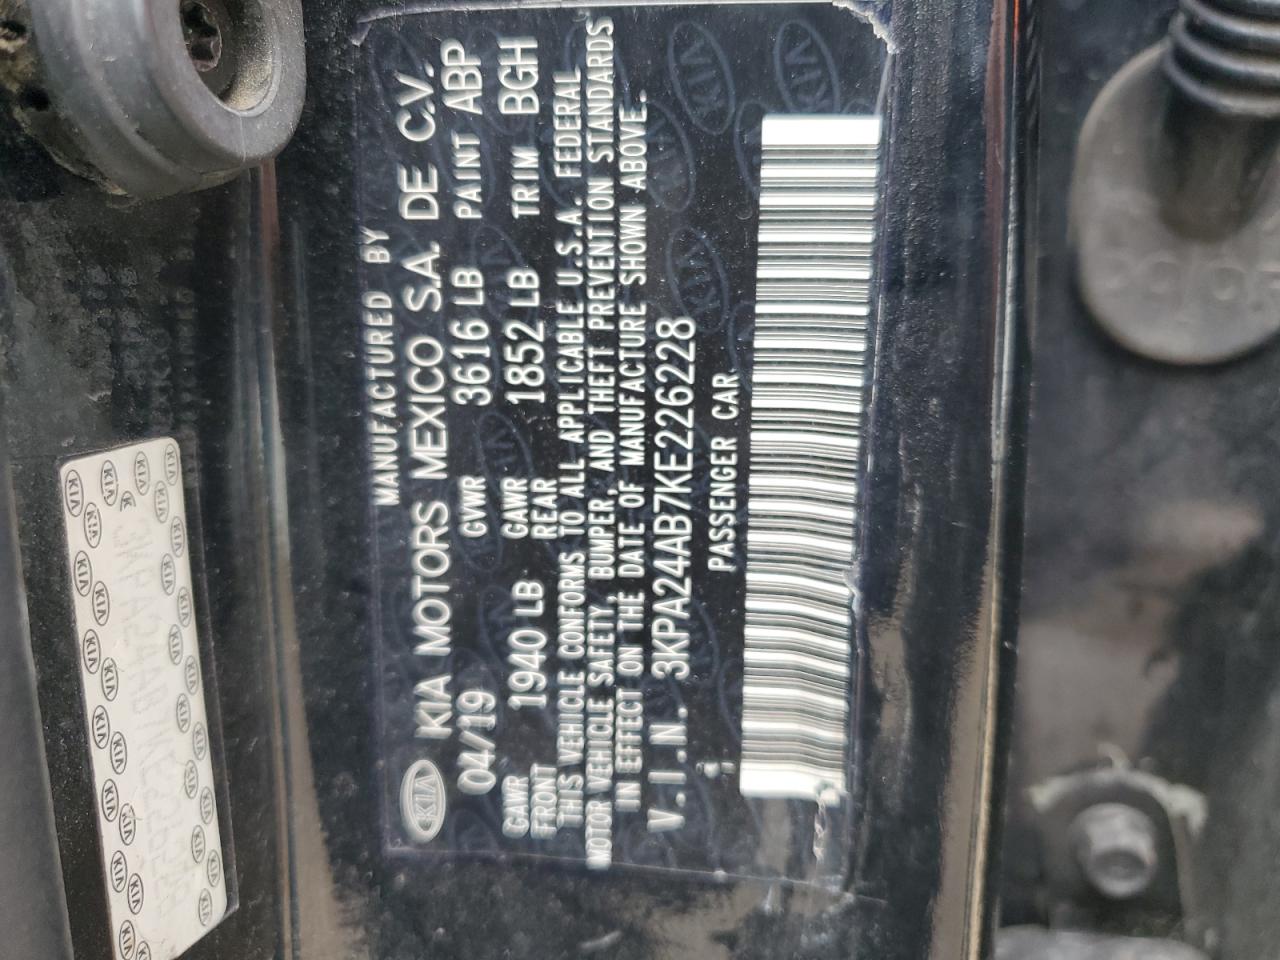 MANUFACTURED BY
KIA KIA MOTORS MEXICO S.A. DE C.V.
04/19 GVWR 3616 LB PAINT ABP
GAWR FRONT 1940 LB GAWR REAR 1852 LB TRIM BGH
THIS VEHICLE CONFORMS TO ALL APPLICABLE U.S.A. FEDERAL
MOTOR VEHICLE SAFETY, BUMPER, AND THEFT PREVENTION STANDARDS
IN EFFECT ON THE DATE OF MANUFACTURE SHOWN ABOVE.
V.I.N. 3KPA24AB7KE226228
PASSENGER CAR